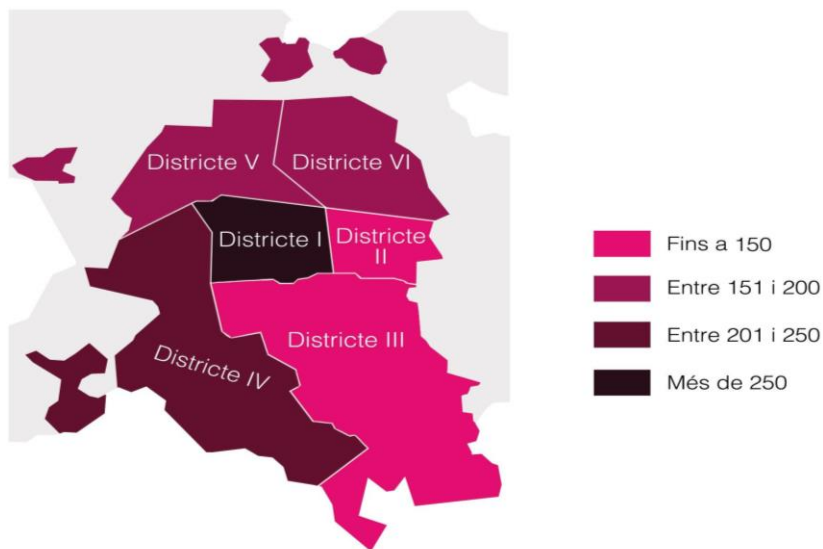 Districte V
Districte VI
Districte I
Districte
II
Districte III
Districte IV
Fins a 150
Entre 151 i 200
Entre 201 i 250
Més de 250